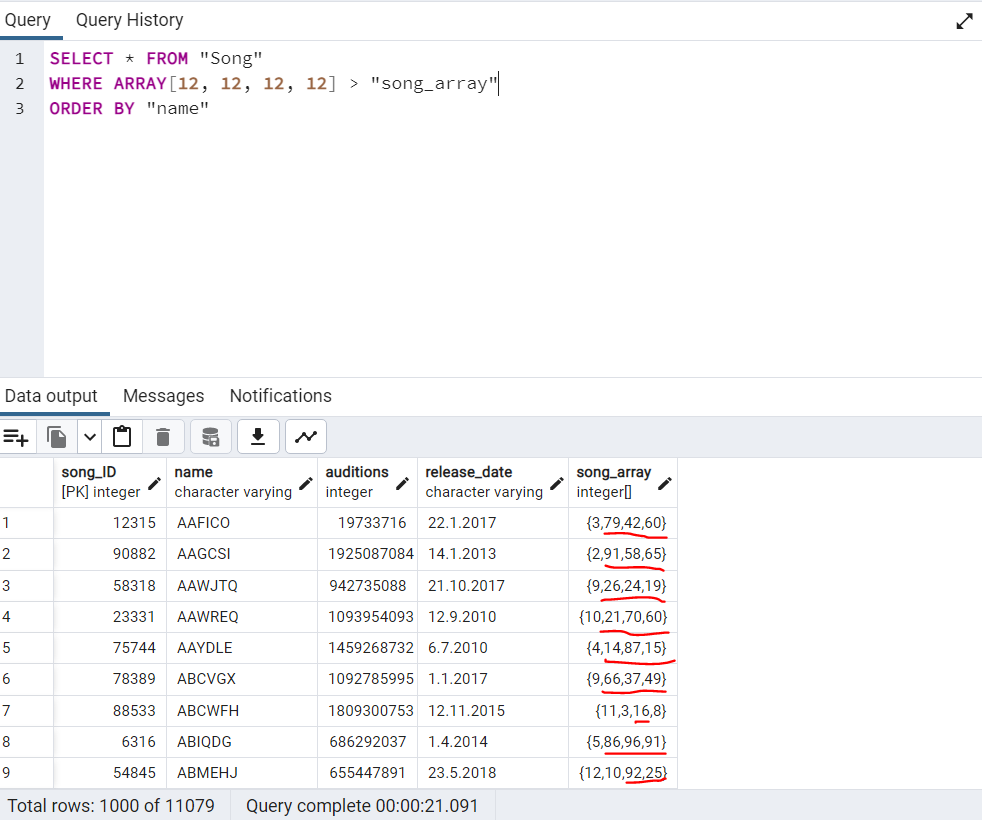 Query Query History
1 SELECT * FROM "Song"
2 WHERE ARRAY[12, 12, 12, 12] > "song_array"
3 ORDER BY "name"
Data output Messages Notifications
song_ID name auditions release_date song_array
[PK] integer character varying integer character varying integer[]
1 12315 AAFICO 19733716 22.1.2017 {3,79,42,60}
2 90882 AAGCSI 1925087084 14.1.2013 {2,91,58,65}
3 58318 AAWJTQ 942735088 21.10.2017 {9,26,24,19}
4 23331 AAWREQ 1093954093 12.9.2010 {10,21,70,60}
5 75744 AAYDLE 1459268732 6.7.2010 {4,14,87,15}
6 78389 ABCVGX 1092785995 1.1.2017 {9,66,37,49}
7 88533 ABCWFH 1809300753 12.11.2015 {11,3,16,8}
8 6316 ABIQDG 686292037 1.4.2014 {5,86,96,91}
9 54845 ABMEHJ 655447891 23.5.2018 {12,10,92,25}
Total rows: 1000 of 11079 Query complete 00:00:21.091